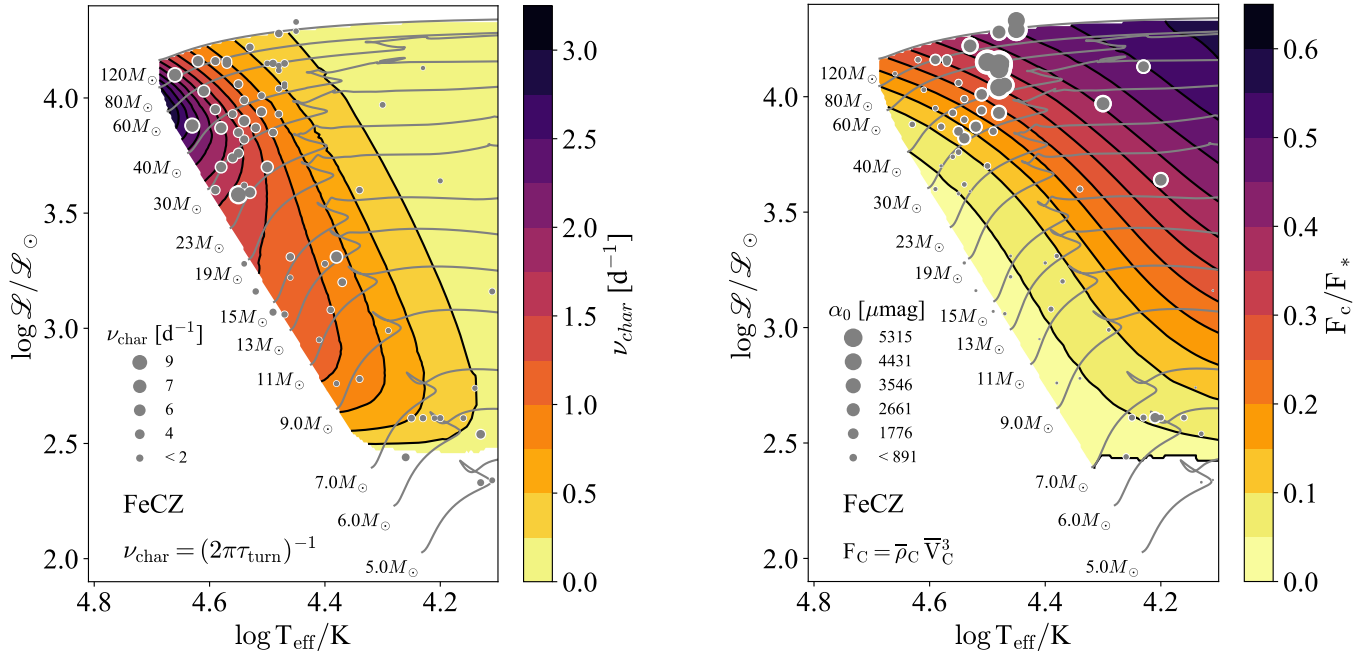 120M⊙
80M⊙
60M⊙
40M⊙
30M⊙
23M⊙
19M⊙
15M⊙
13M⊙
11M⊙
9.0M⊙
7.0M⊙
6.0M⊙
5.0M⊙
ν_char [d⁻¹]
9
7
6
4
< 2
FeCZ
ν_char = (2πτ_turn)⁻¹
4.0
3.5
3.0
2.5
2.0
log ℒ/ℒ⊙
4.8 4.6 4.4 4.2
log T_eff/K
3.0
2.5
2.0
1.5
1.0
0.5
0.0
ν_char [d⁻¹]
120M⊙
80M⊙
60M⊙
40M⊙
30M⊙
23M⊙
19M⊙
15M⊙
13M⊙
11M⊙
9.0M⊙
7.0M⊙
6.0M⊙
5.0M⊙
α₀ [μmag]
5315
4431
3546
2661
1776
< 891
FeCZ
F_C = ρ̅_C V̅_C³
4.0
3.5
3.0
2.5
2.0
log ℒ/ℒ⊙
4.8 4.6 4.4 4.2
log T_eff/K
0.6
0.5
0.4
0.3
0.2
0.1
0.0
F_c/F_*